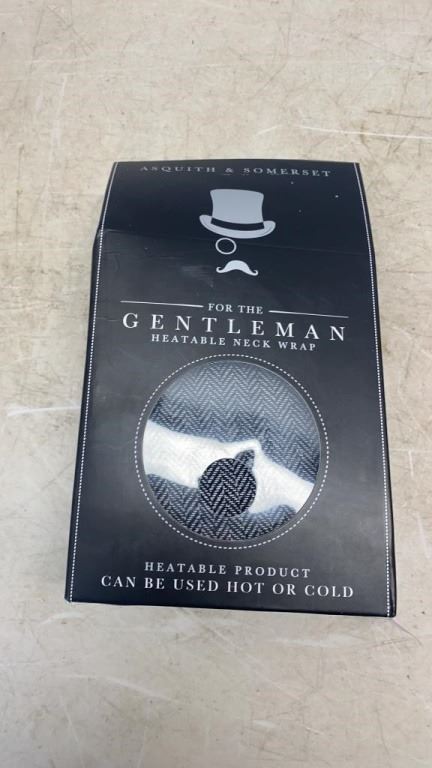 ASQUITH & SOMERSET
FOR THE
GENTLEMAN
HEATABLE NECK WRAP
HEATABLE PRODUCT
CAN BE USED HOT OR COLD